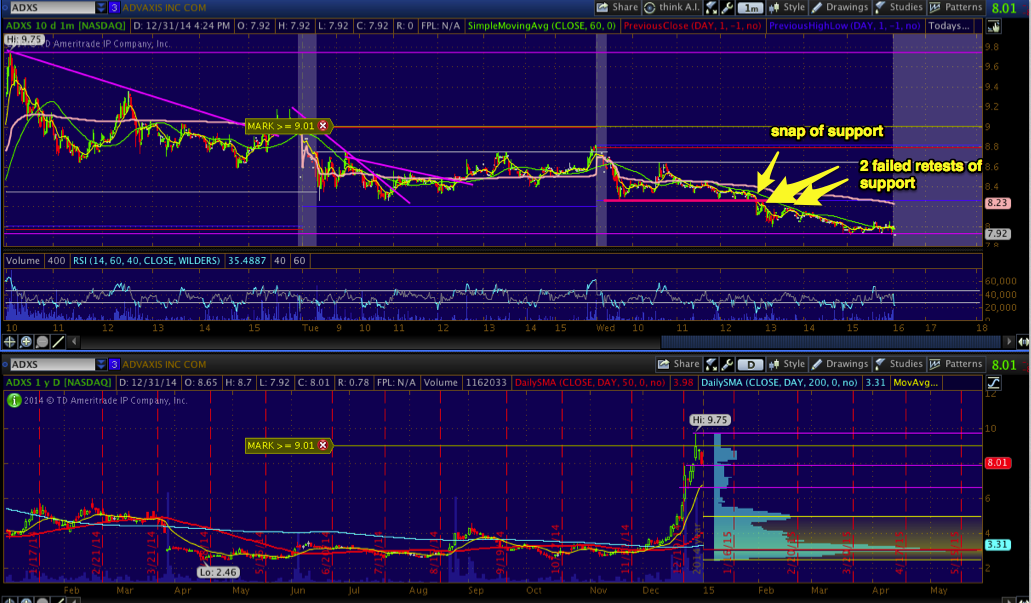 ADXS 3 ADVAXIS INC COM Share think A.I. 1m Style Drawings Studies Patterns 8.01
ADXS 10 d 1m [NASDAQ] D: 12/31/14 4:24 PM O: 7.92 H: 7.92 L: 7.92 C: 7.92 R: 0 FPL: N/A SimpleMovingAvg (CLOSE, 60, 0) PreviousClose (DAY, 1, -1, no) PreviousHighLow (DAY, 1, -1, no) Todays...
Hi: 9.75
TD Ameritrade IP Company, Inc.
9.8
9.6
9.4
9.2
MARK >= 9.01
9
snap of support
8.8
8.6
2 failed retests of
support
8.4
8.23
8
7.92
7.8
Volume 400 RSI (14, 60, 40, CLOSE, WILDERS) 35.4887 40 60
60,000
40,000
20,000
0
10 11 12 13 14 15 Tue 9 10 11 12 13 14 15 Wed 10 11 12 13 14 15 16 17 18
ADXS 3 ADVAXIS INC COM Share D Style Drawings Studies Patterns 8.01
ADXS 1 y D [NASDAQ] D: 12/31/14 O: 8.65 H: 8.7 L: 7.92 C: 8.01 R: 0.78 FPL: N/A Volume 1162033 DailySMA (CLOSE, DAY, 50, 0, no) 3.98 DailySMA (CLOSE, DAY, 200, 0, no) 3.31 MovAvg...
2014 © TD Ameritrade IP Company, Inc.
12
Hi: 9.75
10
MARK >= 9.01
8.01
6
4
3.31
2
Lo: 2.46
2/21/14 3/21/14
Feb Mar Apr May Jun Jul Aug Sep Oct Nov Dec 15 Feb Mar Apr May